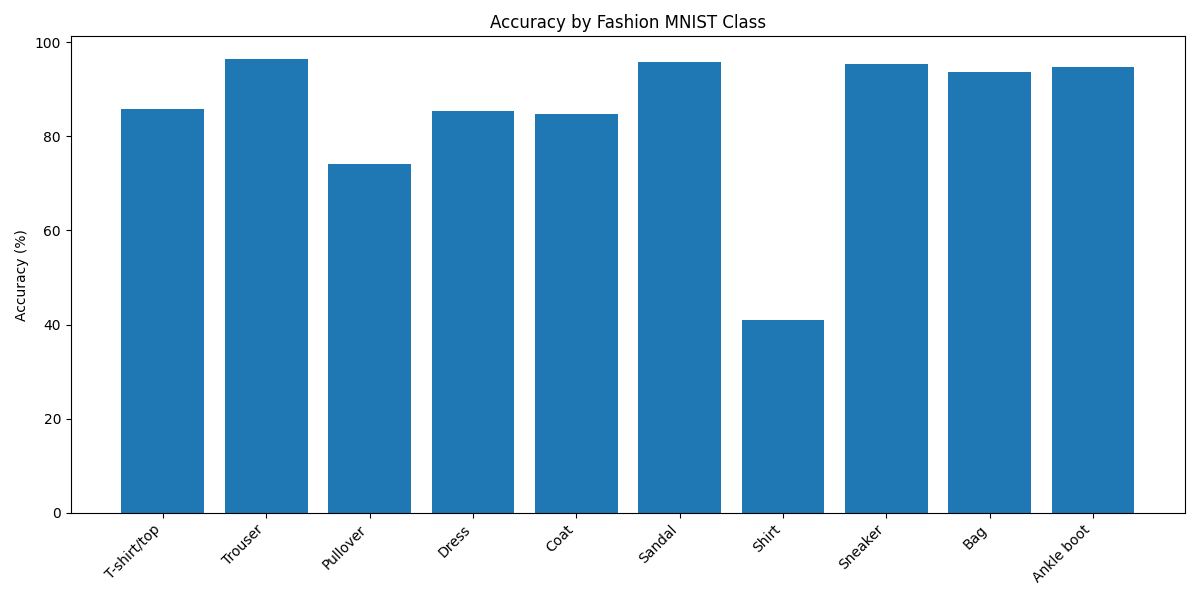 Accuracy by Fashion MNIST Class
Accuracy (%)
100
80
60
40
20
0
T-shirt/top
Trouser
Pullover
Dress
Coat
Sandal
Shirt
Sneaker
Bag
Ankle boot